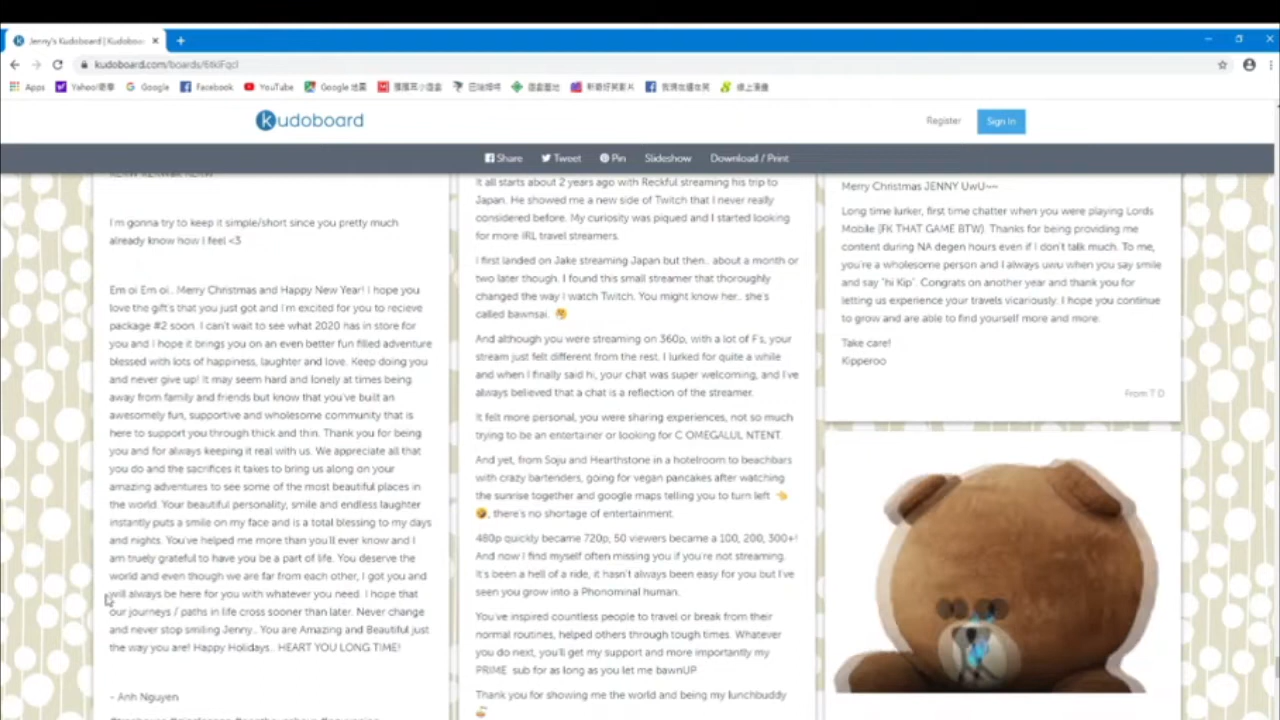 Jenny's Kudoboard | Kudoboar
kudoboard.com/boards/
Apps
Yahoo!奇摩
Google
Facebook
YouTube
Google 地圖
巴哈姆特
遊戲基地
線上漫畫
kudoboard
Register
Sign In
Share
Tweet
Pin
Slideshow
Download / Print
I'm gonna try to keep it simple/short since you pretty much
already know how I feel <3
Em oi Em oi.. Merry Christmas and Happy New Year! I hope you
love the gift's that you just got and I'm excited for you to recieve
package #2 soon. I can't wait to see what 2020 has in store for
you and I hope it brings you on an even better fun filled adventure
blessed with lots of happiness, laughter and love. Keep doing you
and never give up! It may seem hard and lonely at times being
away from family and friends but know that you've built an
awesomely fun, supportive and wholesome community that is
here to support you through thick and thin. Thank you for being
you and for always keeping it real with us. We appreciate all that
you do and the sacrifices it takes to bring us along on your
amazing adventures to see some of the most beautiful places in
the world. Your beautiful personality, smile and endless laughter
instantly puts a smile on my face and is a total blessing to my days
and nights. You've helped me more than you'll ever know and I
am truely grateful to have you be a part of life. You deserve the
world and even though we are far from each other, I got you and
will always be here for you with whatever you need. I hope that
our journeys / paths in life cross sooner than later. Never change
and never stop smiling Jenny.. You are Amazing and Beautiful just
the way you are! Happy Holidays.. HEART YOU LONG TIME!
- Anh Nguyen
It all starts about 2 years ago with Reckful streaming his trip to
Japan. He showed me a new side of Twitch that I never really
considered before. My curiosity was piqued and I started looking
for more IRL travel streamers.
I first landed on Jake streaming Japan but then.. about a month or
two later though. I found this small streamer that thoroughly
changed the way I watch Twitch. You might know her.. she's
called bawnsai.
And although you were streaming on 360p, with a lot of F's, your
stream just felt different from the rest. I lurked for quite a while
and when I finally said hi, your chat was super welcoming, and I've
always believed that a chat is a reflection of the streamer.
It felt more personal, you were sharing experiences, not so much
trying to be an entertainer or looking for C OMEGALUL NTENT.
And yet, from Soju and Hearthstone in a hotelroom to beachbars
with crazy bartenders, going for vegan pancakes after watching
the sunrise together and google maps telling you to turn left 👈
🤣, there's no shortage of entertainment.
480p quickly became 720p, 50 viewers became a 100, 200, 300+!
And now I find myself often missing you if you're not streaming.
It's been a hell of a ride, it hasn't always been easy for you but I've
seen you grow into a Phonominal human.
You've inspired countless people to travel or break from their
normal routines, helped others through tough times. Whatever
you do next, you'll get my support and more importantly my
PRIME sub for as long as you let me bawnUP
Thank you for showing me the world and being my lunchbuddy
Merry Christmas JENNY UwU~~
Long time lurker, first time chatter when you were playing Lords
Mobile (FK THAT GAME BTW). Thanks for being providing me
content during NA degen hours even if I don't talk much. To me,
you're a wholesome person and I always uwu when you say smile
and say "hi Kip". Congrats on another year and thank you for
letting us experience your travels vicariously. I hope you continue
to grow and are able to find yourself more and more.
Take care!
Kipperoo
From T D